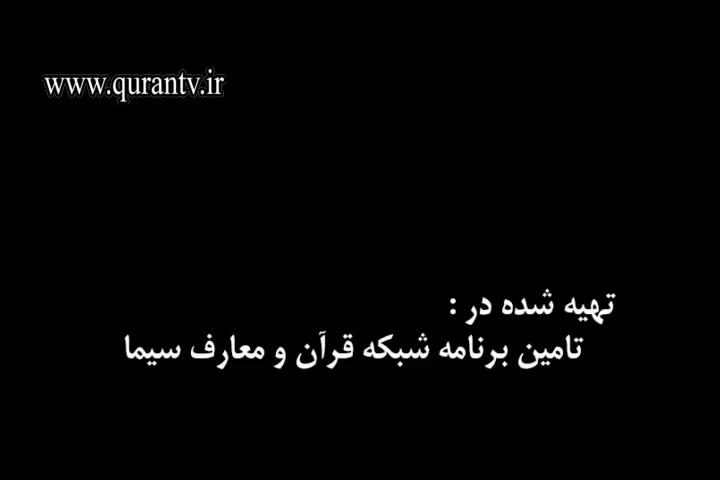 www.qurantv.ir
تهیه شده در :
تامین برنامه شبکه قرآن و معارف سیما